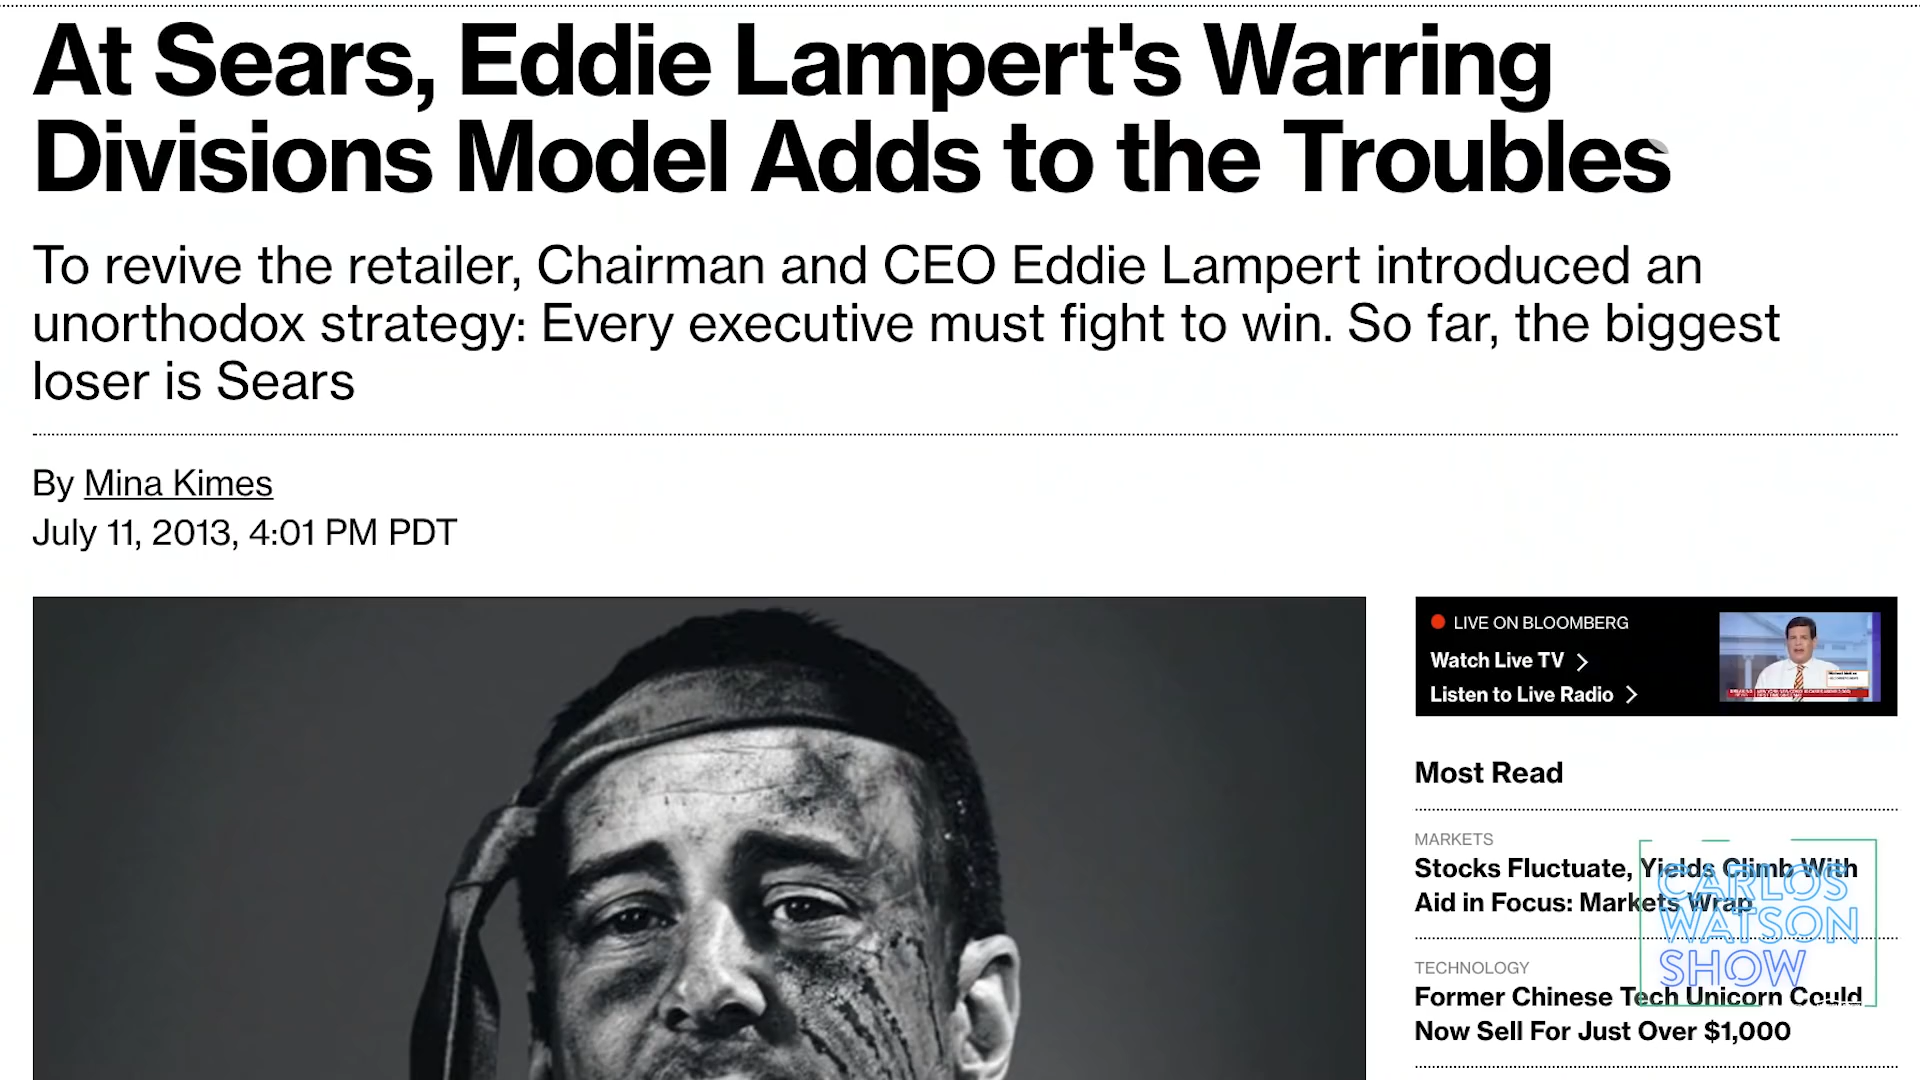 At Sears, Eddie Lampert's Warring
Divisions Model Adds to the Troubles
To revive the retailer, Chairman and CEO Eddie Lampert introduced an
unorthodox strategy: Every executive must fight to win. So far, the biggest
loser is Sears
By Mina Kimes
July 11, 2013, 4:01 PM PDT
LIVE ON BLOOMBERG
Watch Live TV
Listen to Live Radio
Most Read
MARKETS
Stocks Fluctuate, Yields Climb With
Aid in Focus: Markets Wrap
TECHNOLOGY
Former Chinese Tech Unicorn Could
Now Sell For Just Over $1,000
CARLOS
WATSON
SHOW